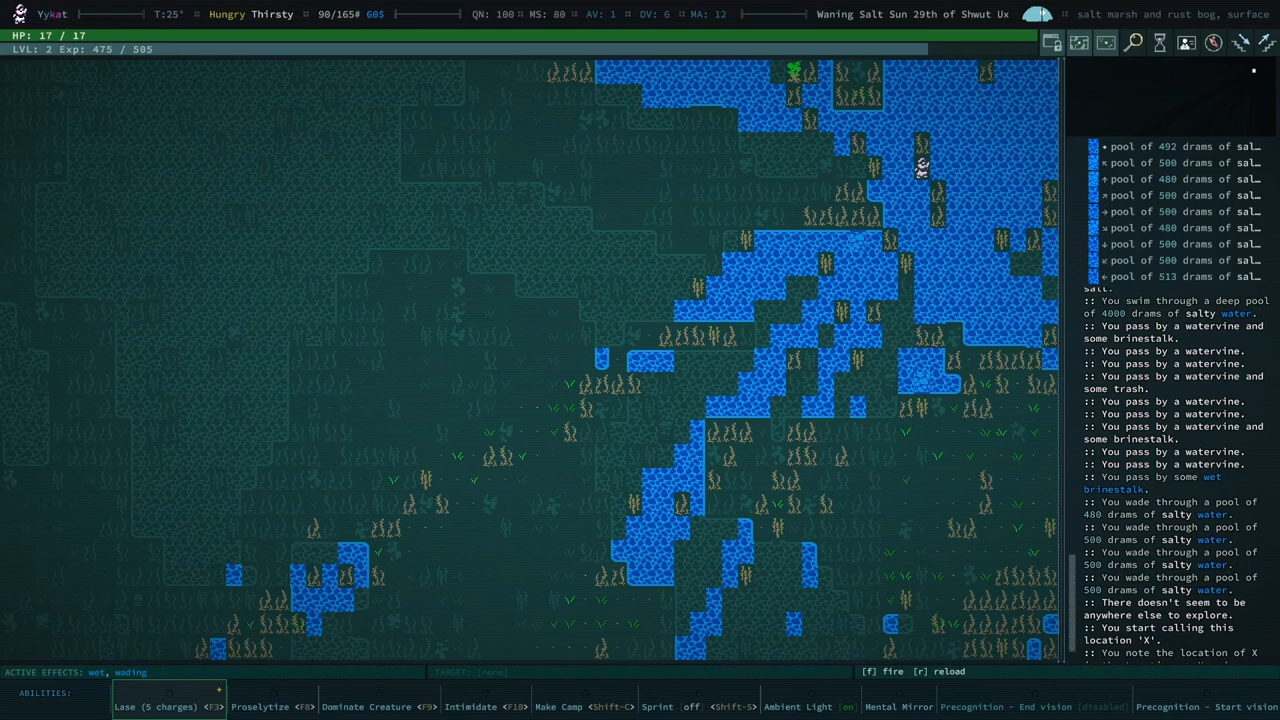 Yykat T:25° Hungry Thirsty 90/165# 60$ QN: 100 MS: 80 AV: 1 DV: 6 MA: 12 Waning Salt Sun 29th of Shwut Ux salt marsh and rust bog, surface
HP: 17 / 17
LVL: 2 Exp: 475 / 505
pool of 492 drams of sal…
pool of 500 drams of sal…
pool of 480 drams of sal…
pool of 500 drams of sal…
pool of 500 drams of sal…
pool of 480 drams of sal…
pool of 500 drams of sal…
pool of 500 drams of sal…
pool of 513 drams of sal…
salt.
:: You swim through a deep pool
of 4000 drams of salty water.
:: You pass by a watervine and
some brinestalk.
:: You pass by a watervine.
:: You pass by a watervine.
:: You pass by a watervine and
some trash.
:: You pass by a watervine.
:: You pass by a watervine.
:: You pass by a watervine and
some brinestalk.
:: You pass by a watervine.
:: You pass by a watervine.
:: You pass by some wet
brinestalk.
:: You wade through a pool of
480 drams of salty water.
:: You wade through a pool of
500 drams of salty water.
:: You wade through a pool of
500 drams of salty water.
:: You wade through a pool of
500 drams of salty water.
:: There doesn't seem to be
anywhere else to explore.
:: You start calling this
location 'X'.
:: You note the location of X
ACTIVE EFFECTS: wet, wading TARGET: [none] [f] fire [r] reload
ABILITIES: Lase (5 charges) <F3> Proselytize <F8> Dominate Creature <F9> Intimidate <F10> Make Camp <Shift-C> Sprint [off] <Shift-S> Ambient Light [on] Mental Mirror Precognition - End vision [disabled] Precognition - Start vision